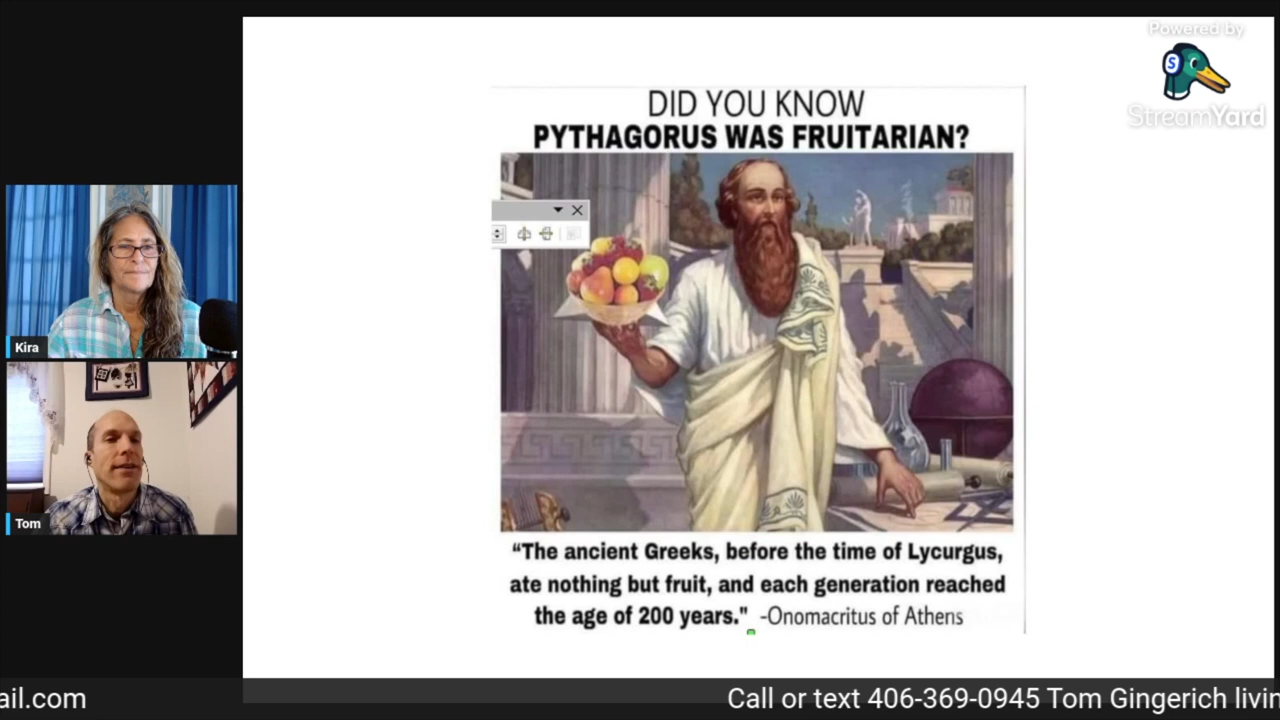 Powered by
S
StreamYard
DID YOU KNOW
PYTHAGORUS WAS FRUITARIAN?
Kira
Tom
“The ancient Greeks, before the time of Lycurgus,
ate nothing but fruit, and each generation reached
the age of 200 years." -Onomacritus of Athens
ail.com
Call or text 406-369-0945 Tom Gingerich livin